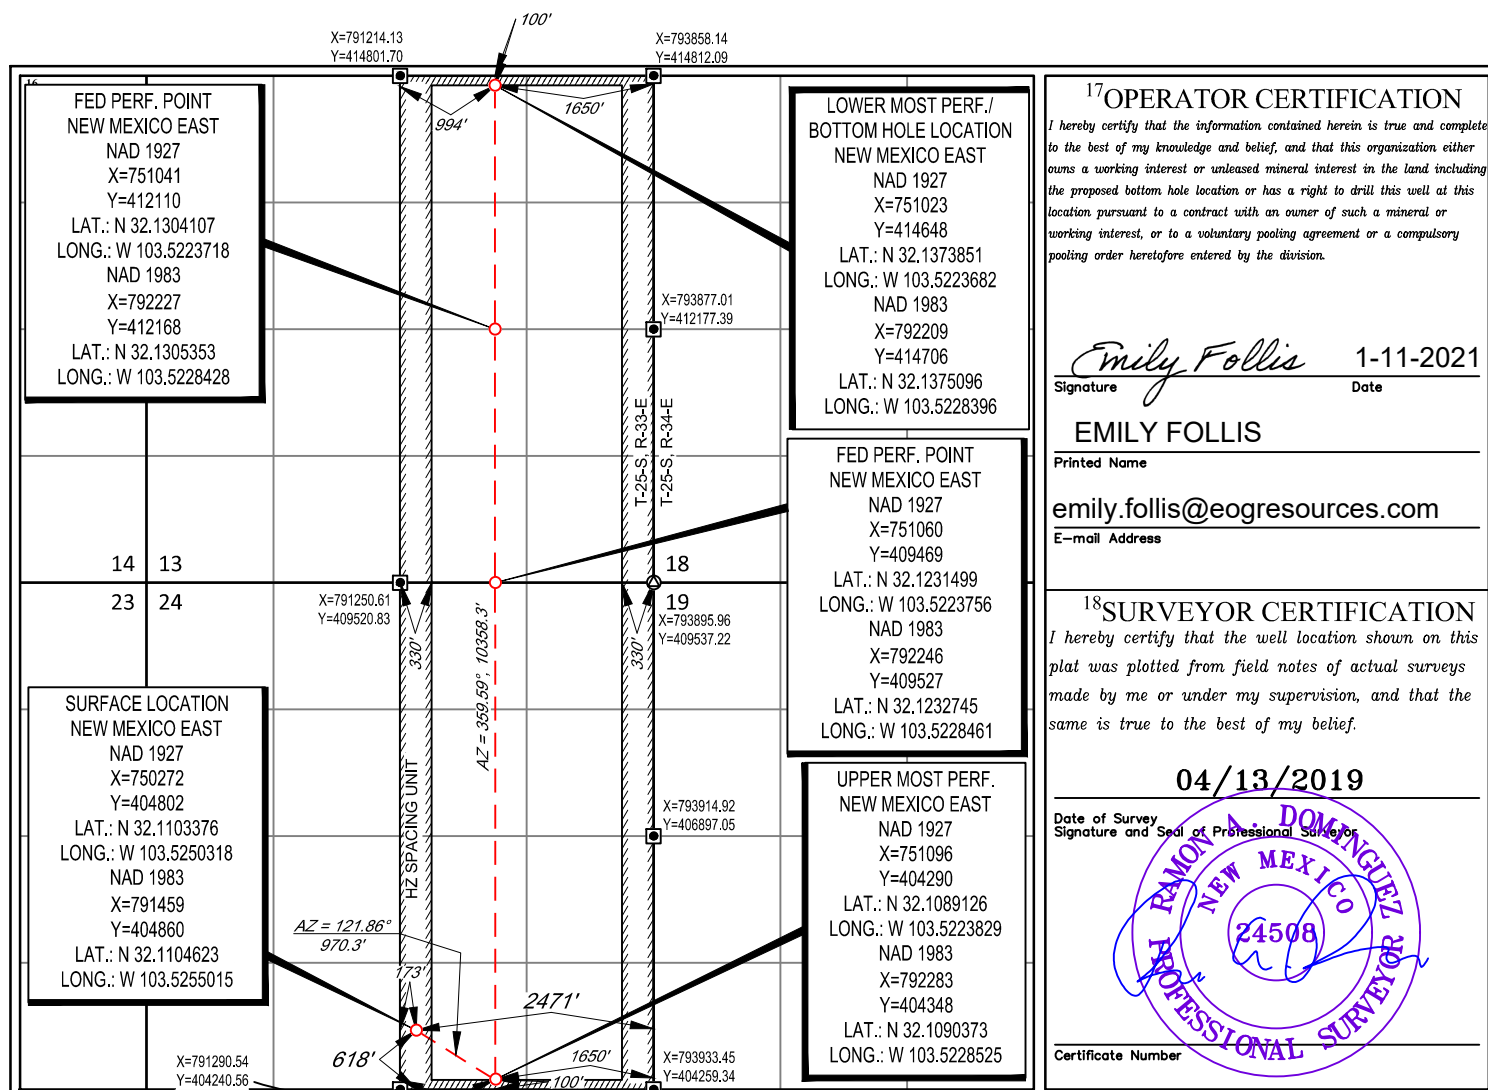 100'
X=791214.13
Y=414801.70
X=793858.14
Y=414812.09
994'
1650'
FED PERF. POINT
NEW MEXICO EAST
NAD 1927
X=751041
Y=412110
LAT.: N 32.1304107
LONG.: W 103.5223718
NAD 1983
X=792227
Y=412168
LAT.: N 32.1305353
LONG.: W 103.5228428
LOWER MOST PERF./
BOTTOM HOLE LOCATION
NEW MEXICO EAST
NAD 1927
X=751023
Y=414648
LAT.: N 32.1373851
LONG.: W 103.5223682
NAD 1983
X=792209
Y=414706
LAT.: N 32.1375096
LONG.: W 103.5228396
X=793877.01
Y=412177.39
T-25-S, R-33-E
T-25-S, R-34-E
FED PERF. POINT
NEW MEXICO EAST
NAD 1927
X=751060
Y=409469
LAT.: N 32.1231499
LONG.: W 103.5223756
NAD 1983
X=792246
Y=409527
LAT.: N 32.1232745
LONG.: W 103.5228461
14 13
23 24
18
19
X=791250.61
Y=409520.83
X=793895.96
Y=409537.22
330'
330'
AZ = 359.59°, 10358.3'
HZ SPACING UNIT
SURFACE LOCATION
NEW MEXICO EAST
NAD 1927
X=750272
Y=404802
LAT.: N 32.1103376
LONG.: W 103.5250318
NAD 1983
X=791459
Y=404860
LAT.: N 32.1104623
LONG.: W 103.5255015
X=793914.92
Y=406897.05
UPPER MOST PERF.
NEW MEXICO EAST
NAD 1927
X=751096
Y=404290
LAT.: N 32.1089126
LONG.: W 103.5223829
NAD 1983
X=792283
Y=404348
LAT.: N 32.1090373
LONG.: W 103.5228525
AZ = 121.86°
970.3'
173'
2471'
618'
1650'
100'
X=791290.54
Y=404240.56
X=793933.45
Y=404259.34
17 OPERATOR CERTIFICATION
I hereby certify that the information contained herein is true and complete
to the best of my knowledge and belief, and that this organization either
owns a working interest or unleased mineral interest in the land including
the proposed bottom hole location or has a right to drill this well at this
location pursuant to a contract with an owner of such a mineral or
working interest, or to a voluntary pooling agreement or a compulsory
pooling order heretofore entered by the division.
Emily Follis 1-11-2021
Signature Date
EMILY FOLLIS
Printed Name
emily.follis@eogresources.com
E-mail Address
18 SURVEYOR CERTIFICATION
I hereby certify that the well location shown on this
plat was plotted from field notes of actual surveys
made by me or under my supervision, and that the
same is true to the best of my belief.
04/13/2019
Date of Survey
Signature and Seal of Professional Surveyor
RAMON A. DOMINGUEZ
NEW MEXICO
24508
PROFESSIONAL SURVEYOR
Certificate Number